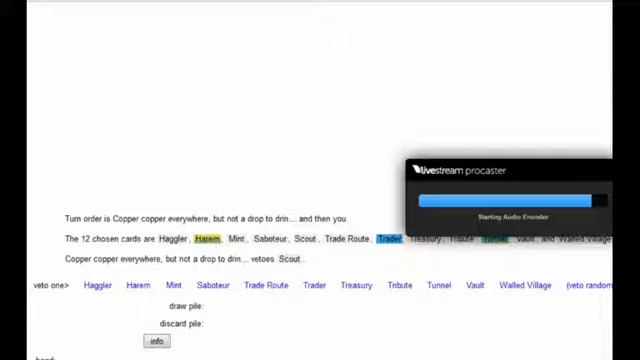 livestream procaster
Starting Audio Encoder
Turn order is Copper copper everywhere, but not a drop to drin.... and then you.
The 12 chosen cards are Haggler, Harem, Mint, Saboteur, Scout, Trade Route, Trader, Treasury, Tribute, Tunnel, Vault, and Walled Village
Copper copper everywhere, but not a drop to drin... vetoes Scout.
veto one> Haggler Harem Mint Saboteur Trade Route Trader Treasury Tribute Tunnel Vault Walled Village (veto random
draw pile:
discard pile:
info
hand: